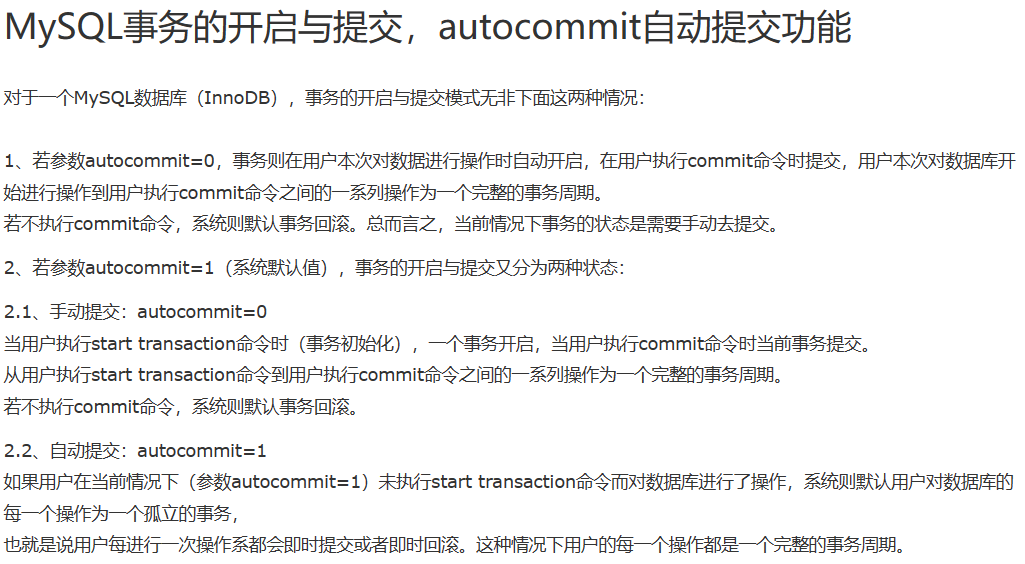 MySQL事务的开启与提交，autocommit自动提交功能
对于一个MySQL数据库（InnoDB），事务的开启与提交模式无非下面这两种情况：
1、若参数autocommit=0，事务则在用户本次对数据进行操作时自动开启，在用户执行commit命令时提交，用户本次对数据库开
始进行操作到用户执行commit命令之间的一系列操作为一个完整的事务周期。
若不执行commit命令，系统则默认事务回滚。总而言之，当前情况下事务的状态是需要手动去提交。
2、若参数autocommit=1（系统默认值），事务的开启与提交又分为两种状态：
2.1、手动提交：autocommit=0
当用户执行start transaction命令时（事务初始化），一个事务开启，当用户执行commit命令时当前事务提交。
从用户执行start transaction命令到用户执行commit命令之间的一系列操作为一个完整的事务周期。
若不执行commit命令，系统则默认事务回滚。
2.2、自动提交：autocommit=1
如果用户在当前情况下（参数autocommit=1）未执行start transaction命令而对数据库进行了操作，系统则默认用户对数据库的
每一个操作为一个孤立的事务，
也就是说用户每进行一次操作系都会即时提交或者即时回滚。这种情况下用户的每一个操作都是一个完整的事务周期。